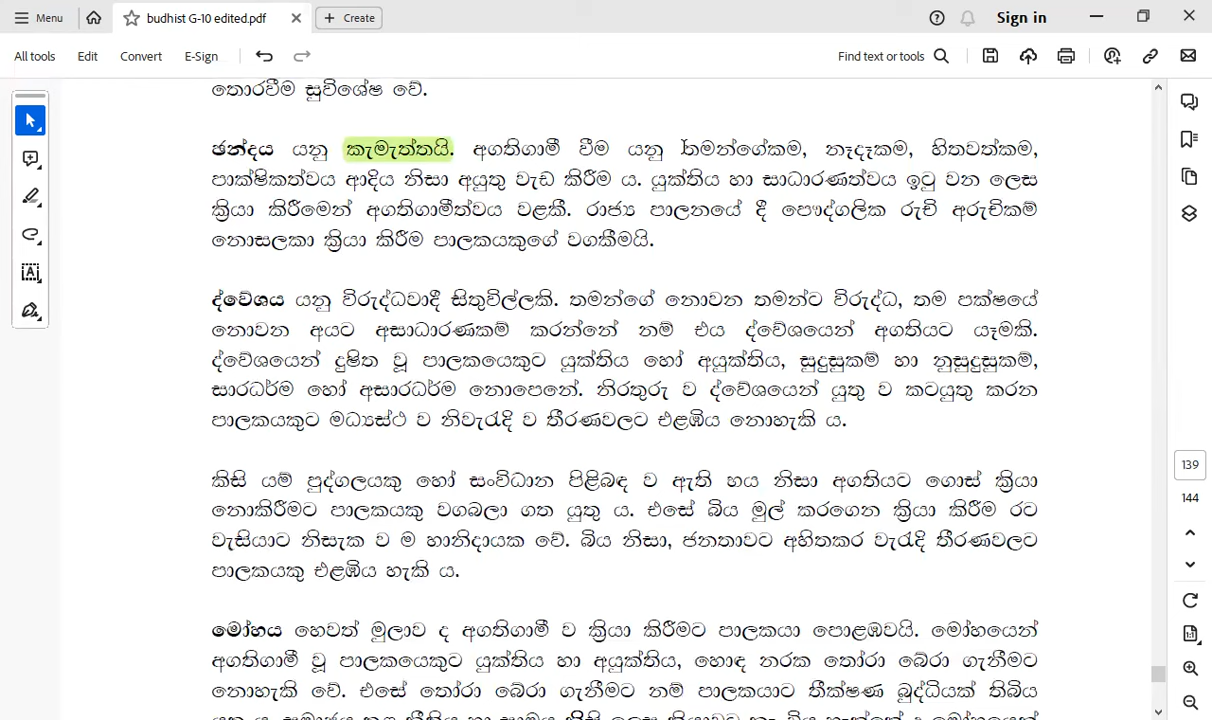 Menu
budhist G-10 edited.pdf
Create
Sign in
All tools
Edit
Convert
E-Sign
Find text or tools
තොරවීම සුවිශේෂ වේ.
ඡන්දය යනු කැමැත්තයි. අගතිගාමී වීම යනු තමන්ගේකම, නෑදෑකම, හිතවත්කම,
පාක්ෂිකත්වය ආදිය නිසා අයුතු වැඩ කිරීම ය. යුක්තිය හා සාධාරණත්වය ඉටු වන ලෙස
ක්‍රියා කිරීමෙන් අගතිගාමීත්වය වළකී. රාජ්‍ය පාලනයේ දී පෞද්ගලික රුචි අරුචිකම්
නොසලකා ක්‍රියා කිරීම පාලකයකුගේ වගකීමයි.
ද්වේශය යනු විරුද්ධවාදී සිතුවිල්ලකි. තමන්ගේ නොවන තමන්ට විරුද්ධ, තම පක්ෂයේ
නොවන අයට අසාධාරණකම් කරන්නේ නම් එය ද්වේශයෙන් අගතියට යෑමකි.
ද්වේශයෙන් දූෂිත වූ පාලකයෙකුට යුක්තිය හෝ අයුක්තිය, සුදුසුකම් හා නුසුදුසුකම්,
සාරධර්ම හෝ අසාරධර්ම නොපෙනේ. නිරතුරු ව ද්වේශයෙන් යුතු ව කටයුතු කරන
පාලකයකුට මධ්‍යස්ථ ව නිවැරැදි ව තීරණවලට එළඹිය නොහැකි ය.
කිසි යම් පුද්ගලයකු හෝ සංවිධාන පිළිබඳ ව ඇති භය නිසා අගතියට ගොස් ක්‍රියා
නොකිරීමට පාලකයකු වගබලා ගත යුතු ය. එසේ බිය මුල් කරගෙන ක්‍රියා කිරීම රට
වැසියාට නිසැක ව ම හානිදායක වේ. බිය නිසා, ජනතාවට අහිතකර වැරැදි තීරණවලට
පාලකයකු එළඹිය හැකි ය.
මෝහය හෙවත් මුලාව ද අගතිගාමී ව ක්‍රියා කිරීමට පාලකයා පොළඹවයි. මෝහයෙන්
අගතිගාමී වූ පාලකයෙකුට යුක්තිය හා අයුක්තිය, හොඳ නරක තෝරා බේරා ගැනීමට
නොහැකි වේ. එසේ තෝරා බේරා ගැනීමට නම් පාලකයාට තීක්ෂණ බුද්ධියක් තිබිය
139
144